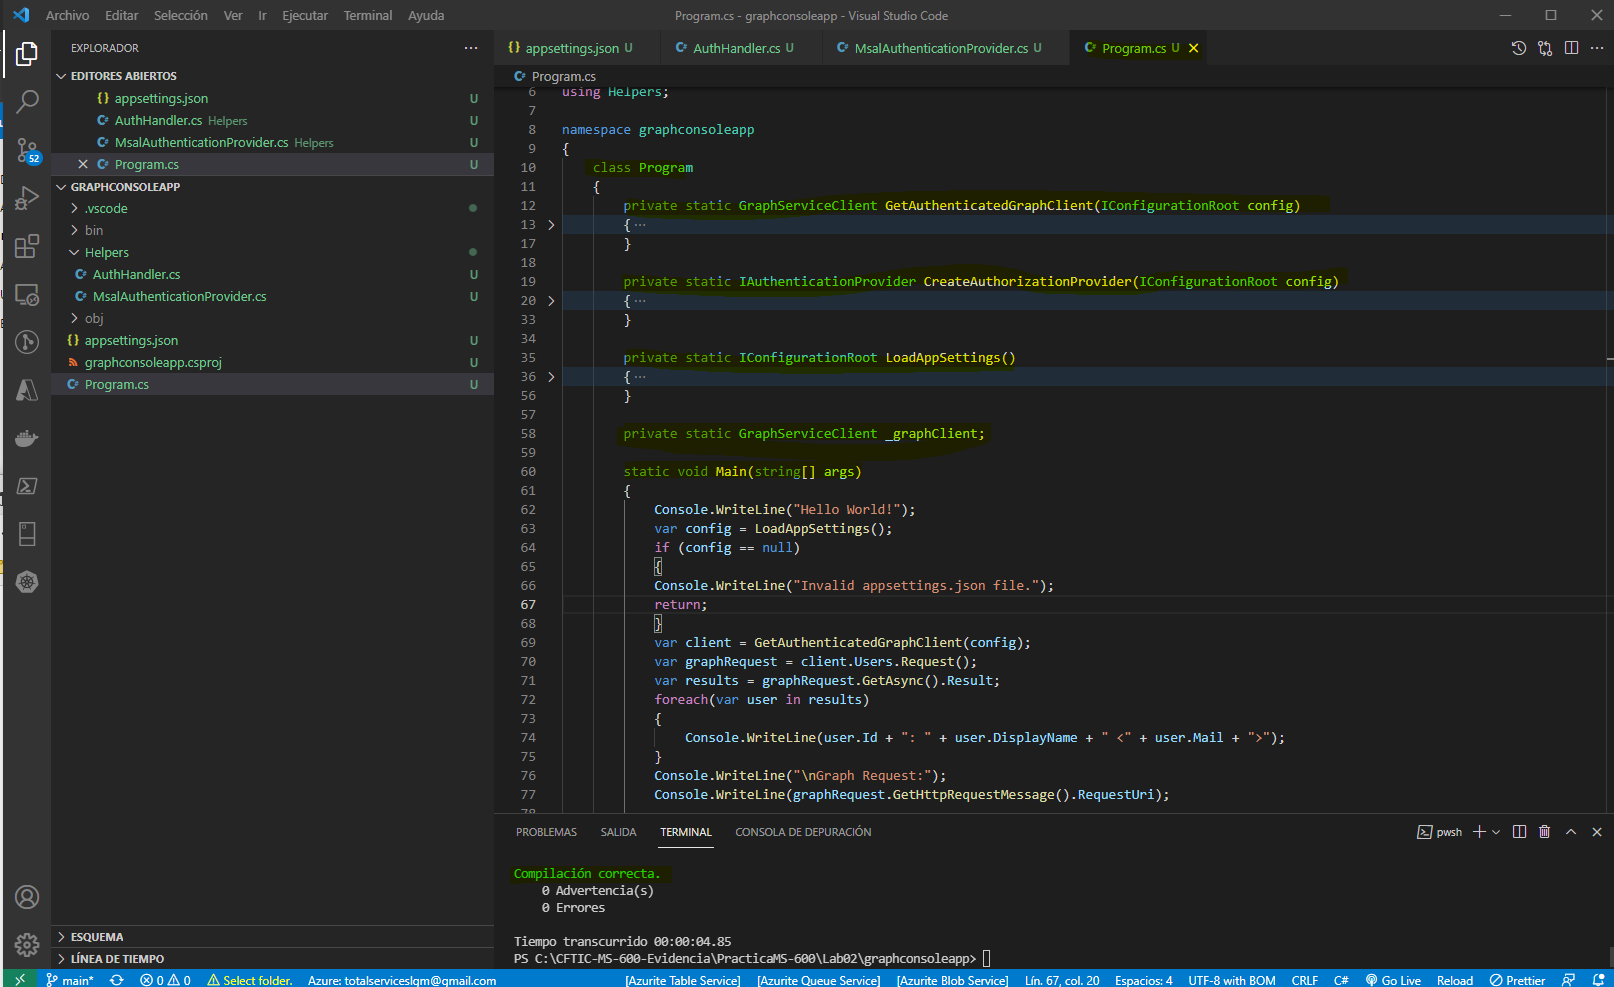 Archivo Editar Selección Ver Ir Ejecutar Terminal Ayuda
Program.cs - graphconsoleapp - Visual Studio Code
EXPLORADOR
EDITORES ABIERTOS
{} appsettings.json U
C# AuthHandler.cs Helpers U
C# MsalAuthenticationProvider.cs Helpers U
C# Program.cs U
52
GRAPHCONSOLEAPP
.vscode
bin
Helpers
C# AuthHandler.cs U
C# MsalAuthenticationProvider.cs U
obj
{} appsettings.json U
graphconsoleapp.csproj U
C# Program.cs U
ESQUEMA
LÍNEA DE TIEMPO
{} appsettings.json U C# AuthHandler.cs U C# MsalAuthenticationProvider.cs U C# Program.cs U
C# Program.cs
6 using Helpers;
7
8 namespace graphconsoleapp
9 {
10 class Program
11 {
12 private static GraphServiceClient GetAuthenticatedGraphClient(IConfigurationRoot config)
13 { ···
17 }
18
19 private static IAuthenticationProvider CreateAuthorizationProvider(IConfigurationRoot config)
20 { ···
33 }
34
35 private static IConfigurationRoot LoadAppSettings()
36 { ···
56 }
57
58 private static GraphServiceClient _graphClient;
59
60 static void Main(string[] args)
61 {
62 Console.WriteLine("Hello World!");
63 var config = LoadAppSettings();
64 if (config == null)
65 {
66 Console.WriteLine("Invalid appsettings.json file.");
67 return;
68 }
69 var client = GetAuthenticatedGraphClient(config);
70 var graphRequest = client.Users.Request();
71 var results = graphRequest.GetAsync().Result;
72 foreach(var user in results)
73 {
74 Console.WriteLine(user.Id + ": " + user.DisplayName + " <" + user.Mail + ">");
75 }
76 Console.WriteLine("\nGraph Request:");
77 Console.WriteLine(graphRequest.GetHttpRequestMessage().RequestUri);
78
PROBLEMAS SALIDA TERMINAL CONSOLA DE DEPURACIÓN
pwsh
Compilación correcta.
0 Advertencia(s)
0 Errores
Tiempo transcurrido 00:00:04.85
PS C:\CFTIC-MS-600-Evidencia\PracticaMS-600\Lab02\graphconsoleapp>
main* 0 0 Select folder. Azure: totalserviceslqm@gmail.com [Azurite Table Service] [Azurite Queue Service] [Azurite Blob Service] Lín. 67, col. 20 Espacios: 4 UTF-8 with BOM CRLF C# Go Live Reload Prettier